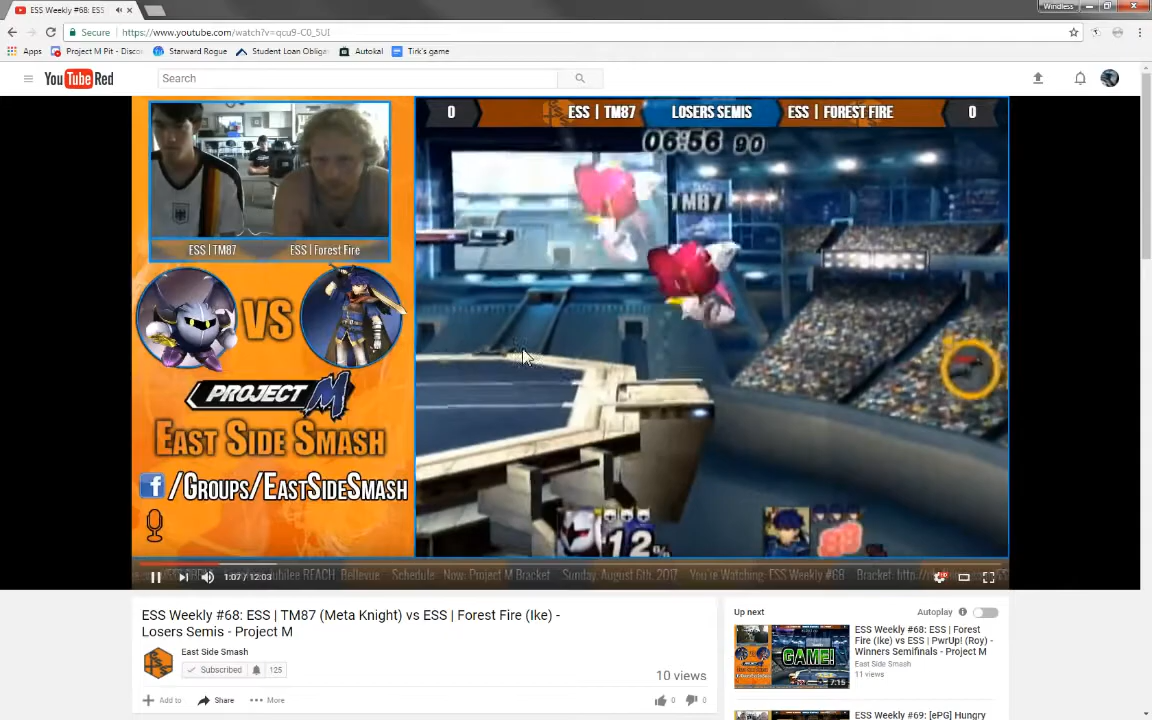 ESS Weekly #68: ESS
Windless
Secure
https://www.youtube.com/watch?v=qcu9-C0_5UI
Apps
Project M Pit - Disco
Starward Rogue
Student Loan Obliga
Autokal
Tirk's game
YouTube Red
Search
0
ESS | TM87
LOSERS SEMIS
ESS | FOREST FIRE
0
06:56 90
TM87
ESS | TM87
ESS | Forest Fire
VS
PROJECT M
EAST SIDE SMASH
/GROUPS/EASTSIDESMASH
12%
88
1:07 / 12:03
ubilee REACH Bellevue Schedule Now: Project M Bracket Sunday, August 6th, 2017 You're Watching: ESS Weekly #68 Bracket: http://
ESS Weekly #68: ESS | TM87 (Meta Knight) vs ESS | Forest Fire (Ike) -
Losers Semis - Project M
East Side Smash
Subscribed
125
10 views
Add to
Share
More
0
0
Up next
Autoplay
ESS Weekly #68: ESS | Forest
Fire (Ike) vs ESS | PwrUp! (Roy) -
Winners Semifinals - Project M
East Side Smash
11 views
GAME!
7:15
ESS Weekly #69: [ePG] Hungry